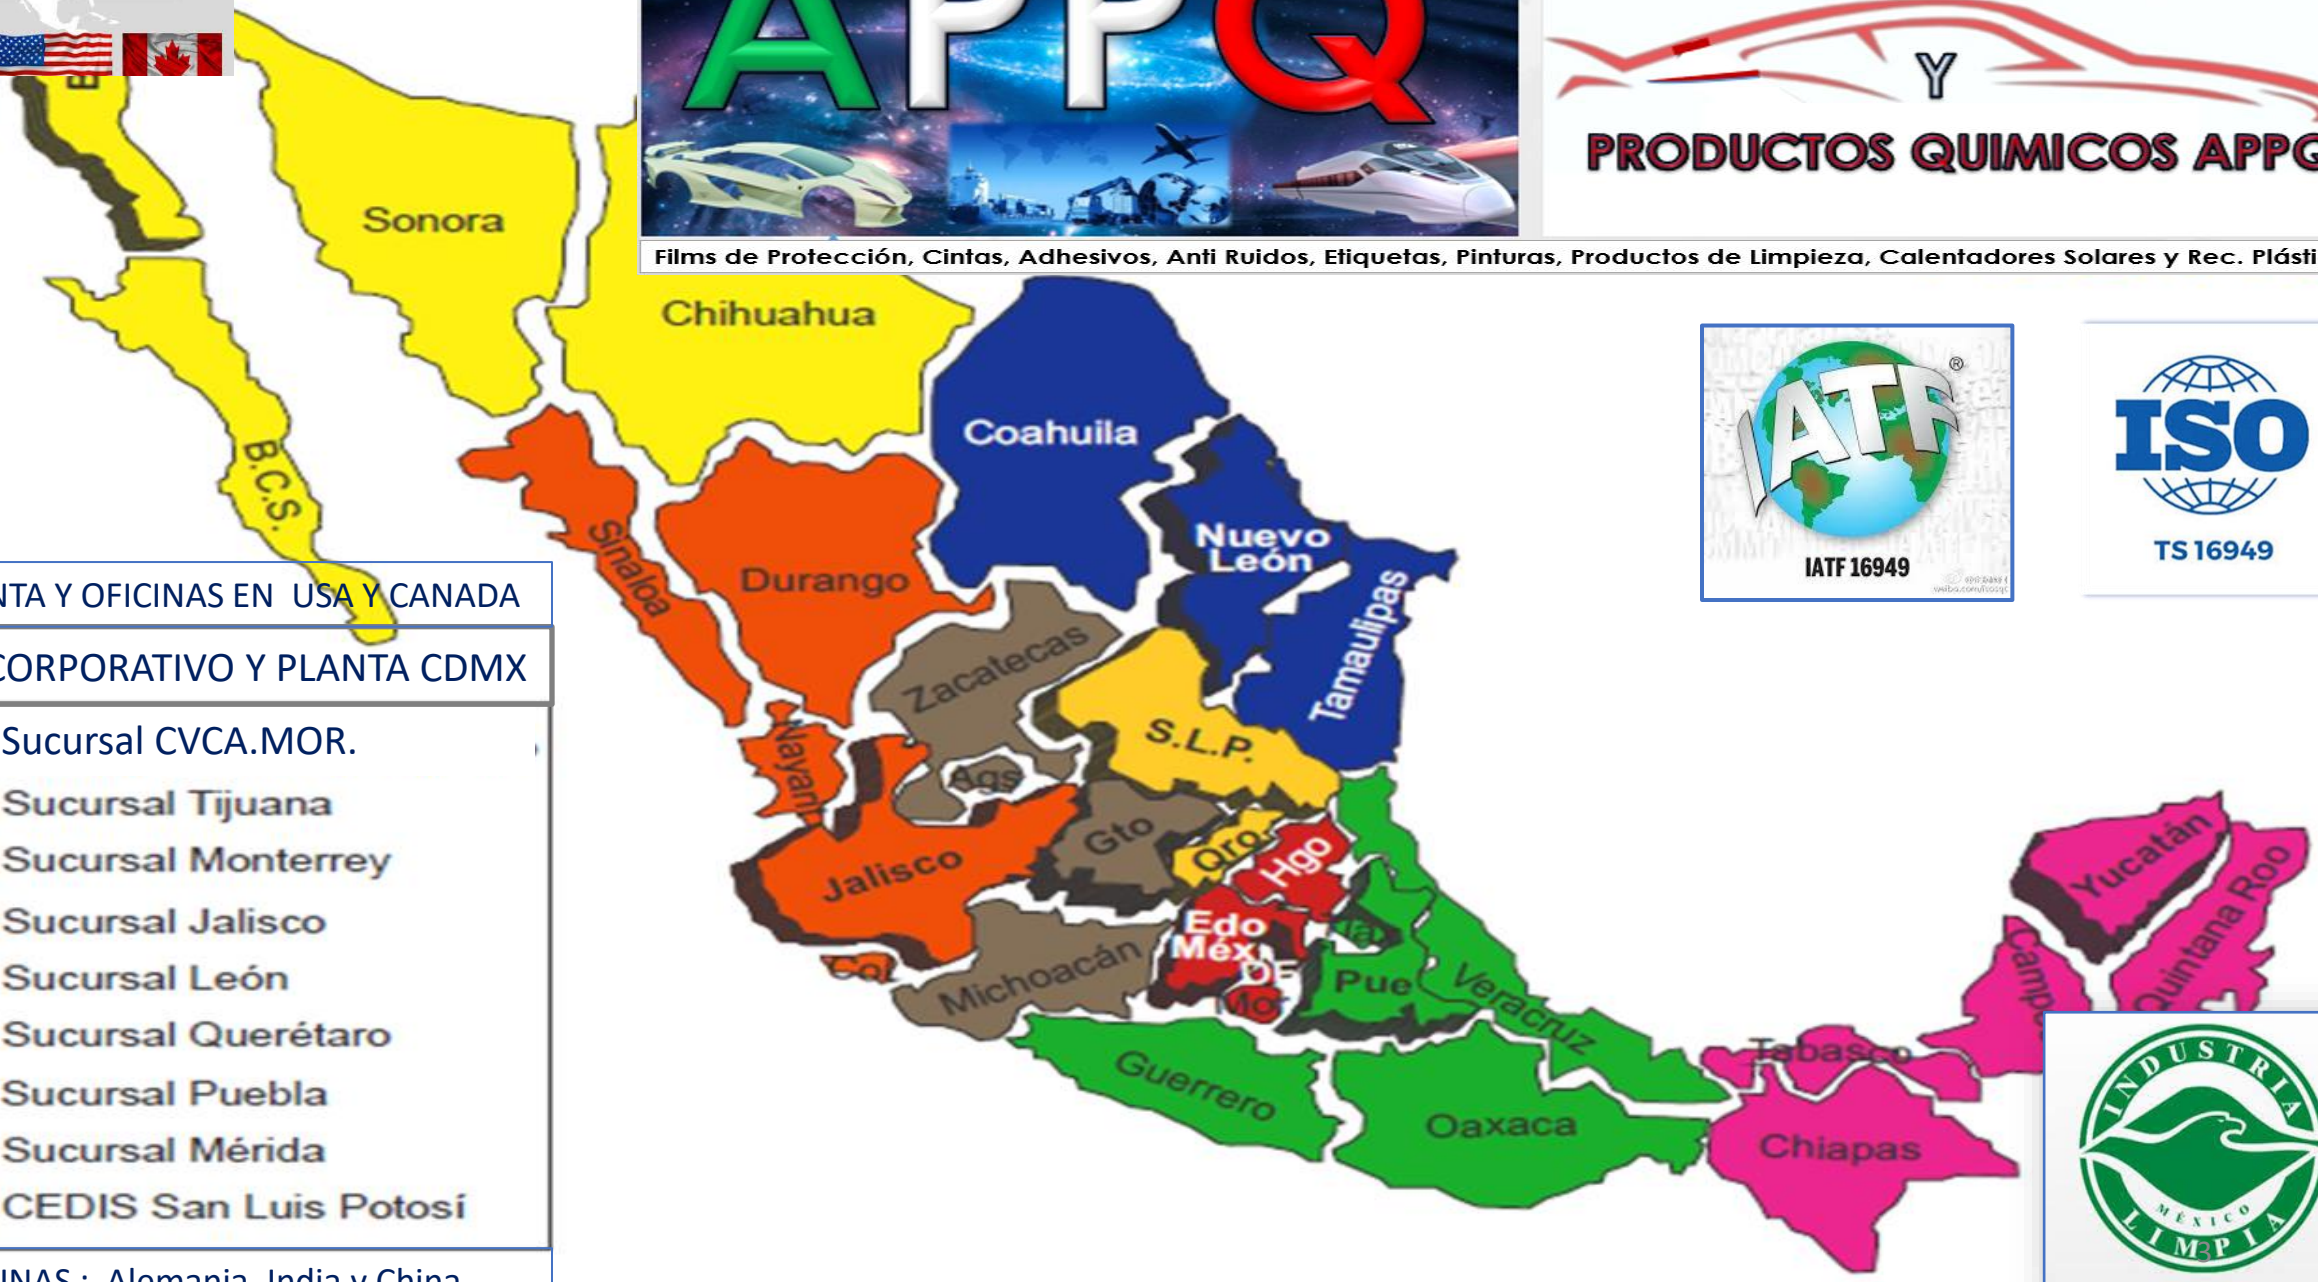 APPQ
Y
PRODUCTOS QUIMICOS APPQ
Films de Protección, Cintas, Adhesivos, Anti Ruidos, Etiquetas, Pinturas, Productos de Limpieza, Calentadores Solares y Rec. Plásti
B
Sonora
Chihuahua
B.C.S.
Coahuila
Nuevo
León
Tamaulipas
Sinaloa
Durango
Zacatecas
S.L.P.
Nayarit
Ags
Jalisco
Gto
Qro
Hgo
Col
Michoacán
Edo
Méx
DF
Mor
Tla
Pue
Veracruz
Guerrero
Oaxaca
Tabasco
Chiapas
Camp
Yucatán
Quintana Roo
IATF
®
IATF 16949
ISO
TS 16949
NTA Y OFICINAS EN USA Y CANADA
CORPORATIVO Y PLANTA CDMX
Sucursal CVCA.MOR.
Sucursal Tijuana
Sucursal Monterrey
Sucursal Jalisco
Sucursal León
Sucursal Querétaro
Sucursal Puebla
Sucursal Mérida
CEDIS San Luis Potosí
INAS : Alemania, India y China
INDUSTRIA
MÉXICO
LIMPIA
3